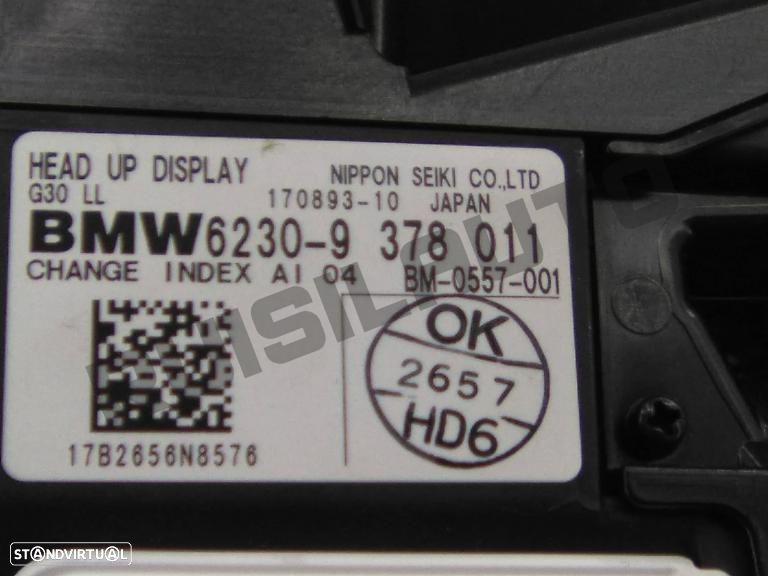 HEAD UP DISPLAY NIPPON SEIKI CO.,LTD
G30 LL 170893-10 JAPAN
BMW 6230-9 378 011
CHANGE INDEX AI 04 BM-0557-001
OK
2657
HD6
17B2656N8576
VISILAUTO
STANDVIRTUAL